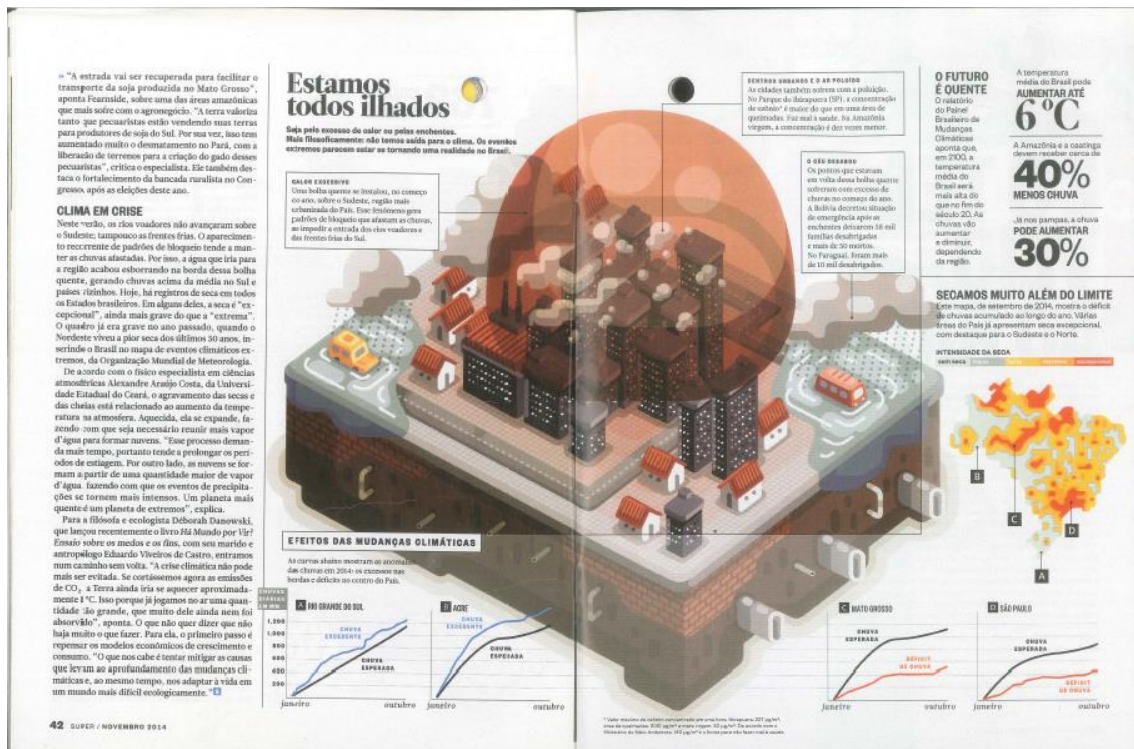 » "A estrada vai ser recuperada para facilitar o
transporte da soja produzida no Mato Grosso",
aponta Fearnside, sobre uma das áreas amazônicas
que mais sofre com o agronegócio. "A terra valoriza
tanto que pecuaristas estão vendendo suas terras
para produtores de soja do Sul. Por sua vez, isso tem
aumentado muito o desmatamento no Pará, com a
liberação de terrenos para a criação do gado desses
pecuaristas", critica o especialista. Ele também des-
taca o fortalecimento da bancada ruralista no Con-
gresso, após as eleições deste ano.
CLIMA EM CRISE
Neste verão, os rios voadores não avançaram sobre
o Sudeste; tampouco as frentes frias. O aparecimen-
to recorrente de padrões de bloqueio tende a man-
ter as chuvas afastadas. Por isso, a água que iria para
a região acabou esborrando na borda dessa bolha
quente, gerando chuvas acima da média no Sul e
países vizinhos. Hoje, há registros de seca em todos
os Estados brasileiros. Em alguns deles, a seca é "ex-
cepcional", ainda mais grave do que a "extrema".
O quadro já era grave no ano passado, quando o
Nordeste viveu a pior seca dos últimos 30 anos, in-
serindo o Brasil no mapa de eventos climáticos ex-
tremos, da Organização Mundial de Meteorologia.
De acordo com o físico especialista em ciências
atmosféricas Alexandre Araújo Costa, da Universi-
dade Estadual do Ceará, o agravamento das secas e
das cheias está relacionado ao aumento da tempe-
ratura na atmosfera. Aquecida, ela se expande, fa-
zendo com que seja necessário reunir mais vapor
d'água para formar nuvens. "Esse processo deman-
da mais tempo, portanto tende a prolongar os perí-
odos de estiagem. Por outro lado, as nuvens se for-
mam a partir de uma quantidade maior de vapor
d'água, fazendo com que os eventos de precipita-
ções se tornem mais intensos. Um planeta mais
quente é um planeta de extremos", explica.
Para a filósofa e ecologista Déborah Danowski,
que lançou recentemente o livro Há Mundo por Vir?
Ensaio sobre os medos e os fins, com seu marido e
antropólogo Eduardo Viveiros de Castro, entramos
num caminho sem volta. "A crise climática não pode
mais ser evitada. Se cortássemos agora as emissões
de CO₂ a Terra ainda iria se aquecer aproximada-
mente 1 °C. Isso porque já jogamos no ar uma quan-
tidade tão grande, que muito dele ainda nem foi
absorvido", aponta. O que não quer dizer que não
haja muito o que fazer. Para ela, o primeiro passo é
repensar os modelos econômicos de crescimento e
consumo. "O que nos cabe é tentar mitigar as causas
que levam ao aprofundamento das mudanças cli-
máticas e, ao mesmo tempo, nos adaptar à vida em
um mundo mais difícil ecologicamente."
42 SUPER / NOVEMBRO 2014
Estamos
todos ilhados
Seja pelo excesso de calor ou pelas enchentes.
Mais filosoficamente: não temos saída para o clima. Os eventos
extremos parecem estar se tornando uma realidade no Brasil.
CALOR EXCESSIVO
Uma bolha quente se instalou, no começo
do ano, sobre o Sudeste, região mais
urbanizada do País. Esse fenômeno gera
padrões de bloqueio que afastam as chuvas,
ao impedir a entrada dos rios voadores e
das frentes frias do Sul.
CENTROS URBANOS E O AR POLUÍDO
As cidades também sofrem com a poluição.
No Parque do Ibirapuera (SP), a concentração
de ozônio* é maior do que em uma área de
queimadas. Faz mal à saúde. Na Amazônia
virgem, a concentração é dez vezes menor.
O CÉU DESABOU
Os pontos que estavam
em volta dessa bolha quente
sofreram com excesso de
chuvas no começo do ano.
A Bolívia decretou situação
de emergência após as
enchentes deixarem 58 mil
famílias desabrigadas
e mais de 50 mortos.
No Paraguai, foram mais
de 15 mil desabrigados.
O FUTURO
É QUENTE
O relatório
do Painel
Brasileiro de
Mudanças
Climáticas
aponta que,
em 2100, a
temperatura
média do
Brasil será
mais alta do
que no fim do
século 20. As
chuvas vão
aumentar
e diminuir,
dependendo
da região.
A temperatura
média do Brasil pode
AUMENTAR ATÉ
6 °C
A Amazônia e a caatinga
devem receber cerca de
40%
MENOS CHUVA
Já nos pampas, a chuva
PODE AUMENTAR
30%
SECAMOS MUITO ALÉM DO LIMITE
Este mapa, de setembro de 2014, mostra o déficit
de chuvas acumulado ao longo do ano. Várias
áreas do País já apresentam seca excepcional,
com destaque para o Sudeste e o Norte.
INTENSIDADE DA SECA
SEM SECA
B
C
D
A
EFEITOS DAS MUDANÇAS CLIMÁTICAS
As curvas abaixo mostram as anomalias
das chuvas em 2014: os excessos nas
bordas e déficits no centro do País.
CHUVAS
DIÁRIAS
EM MM
1.200
1.000
800
600
400
200
A RIO GRANDE DO SUL
CHUVA
EXCEDENTE
CHUVA
ESPERADA
janeiro
outubro
B ACRE
CHUVA
EXCEDENTE
CHUVA
ESPERADA
janeiro
outubro
C MATO GROSSO
CHUVA
ESPERADA
DÉFICIT
DE CHUVA
janeiro
outubro
D SÃO PAULO
CHUVA
ESPERADA
DÉFICIT
DE CHUVA
janeiro
outubro